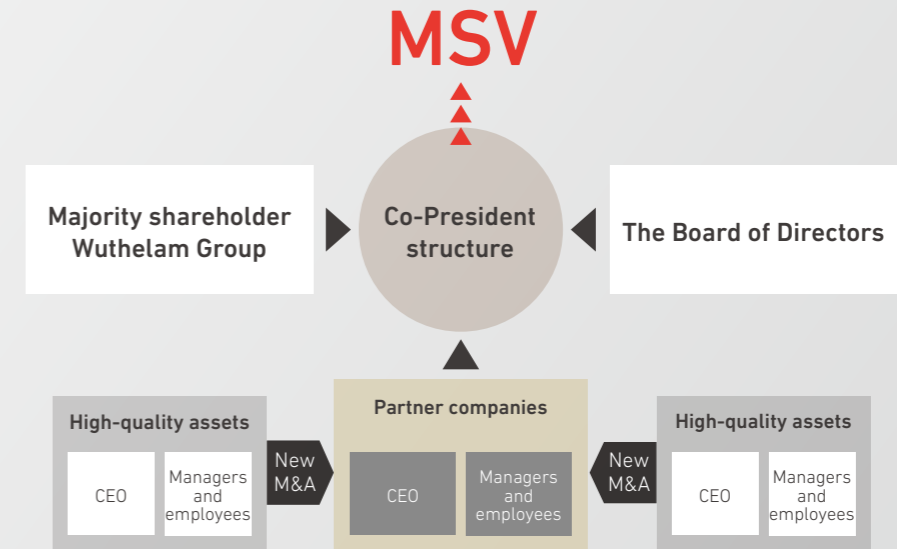 MSV
Majority shareholder
Wuthelam Group
Co-President
structure
The Board of Directors
High-quality assets
CEO
Managers
and
employees
New
M&A
Partner companies
CEO
Managers
and
employees
New
M&A
High-quality assets
CEO
Managers
and
employees